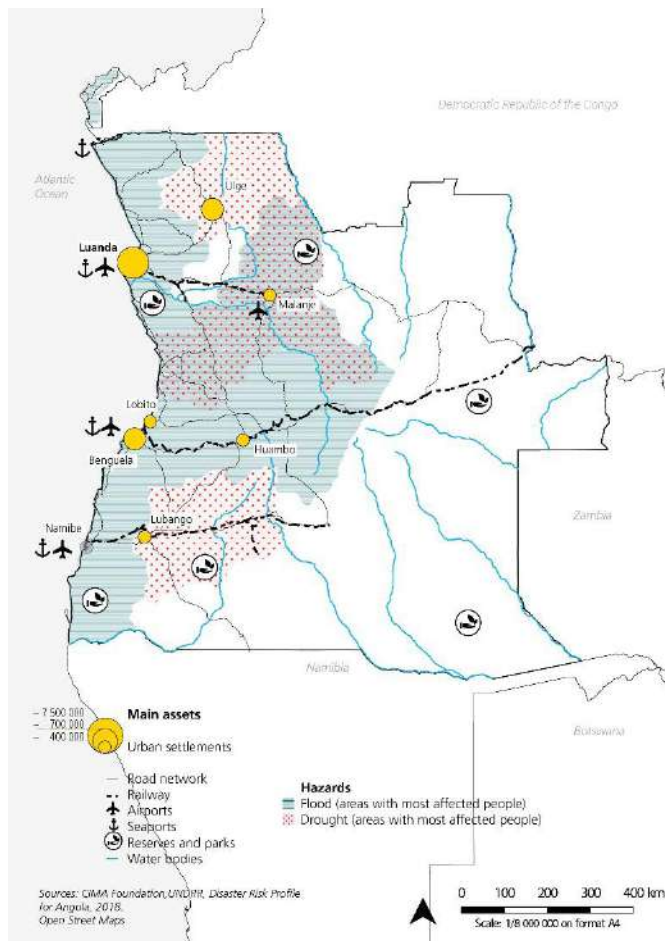 Democratic Republic of the Congo
Atlantic
Ocean
Uige
Luanda
Malanje
Lobito
Benguela
Huambo
Namibe
Lubango
Zambia
Namibia
Botswana
7 500 000
700 000
400 000
Main assets
Urban settlements
Road network
Railway
Airports
Seaports
Reserves and parks
Water bodies
Hazards
Flood (areas with most affected people)
Drought (areas with most affected people)
Sources: CIMA Foundation,UNDRR, Disaster Risk Profile
for Angola, 2018.
Open Street Maps
0 100 200 300 400 km
Scale: 1/8 000 000 on format A4